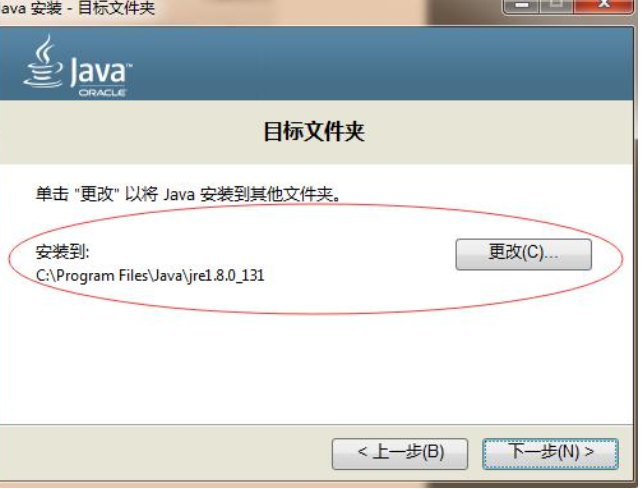 Java 安装 - 目标文件夹
Java™
ORACLE
目标文件夹
单击 "更改" 以将 Java 安装到其他文件夹。
安装到:
更改(C)...
C:\Program Files\Java\jre1.8.0_131
< 上一步(B)
下一步(N) >